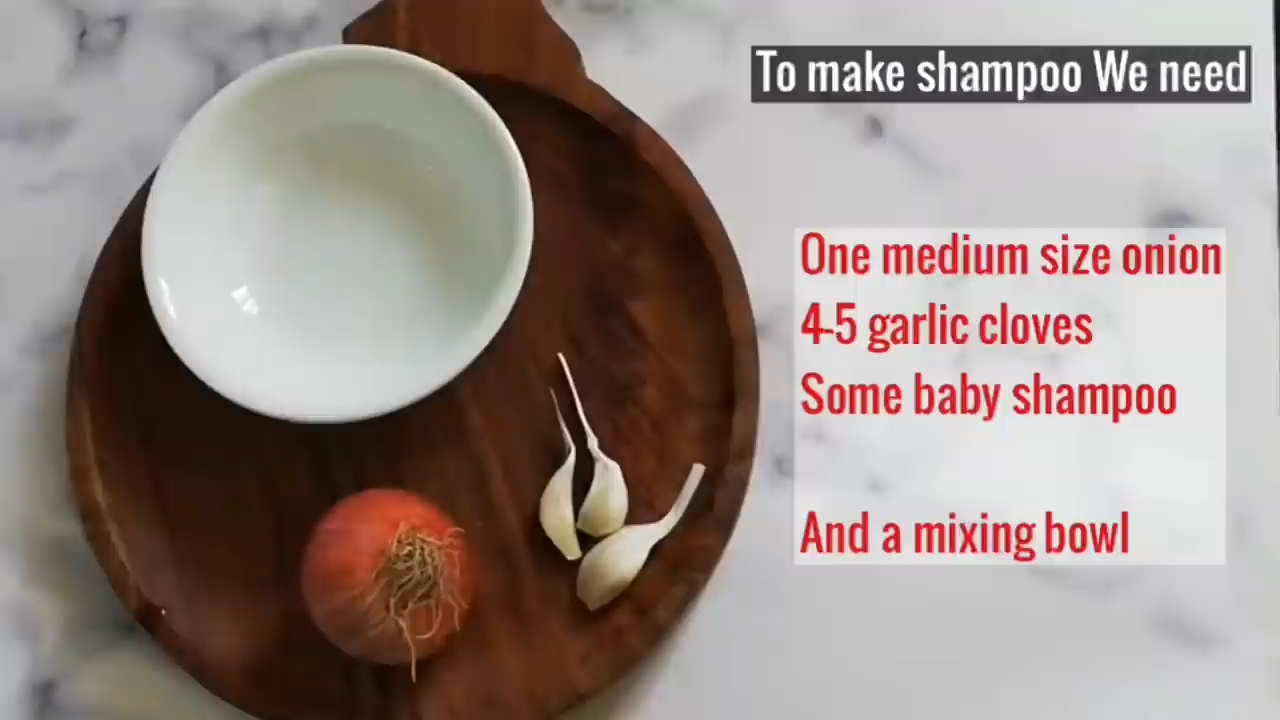 To make shampoo We need
One medium size onion
4-5 garlic cloves
Some baby shampoo
And a mixing bowl